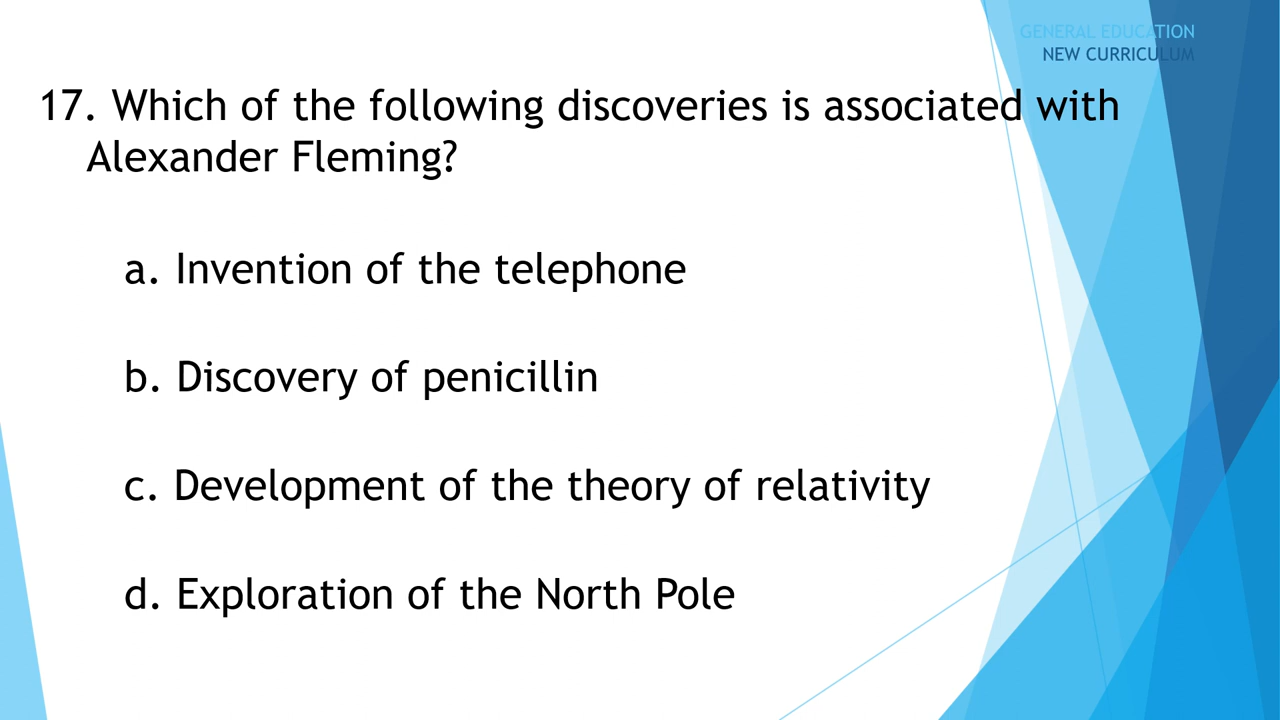 GENERAL EDUCATION
NEW CURRICULUM
17. Which of the following discoveries is associated with
Alexander Fleming?
a. Invention of the telephone
b. Discovery of penicillin
c. Development of the theory of relativity
d. Exploration of the North Pole